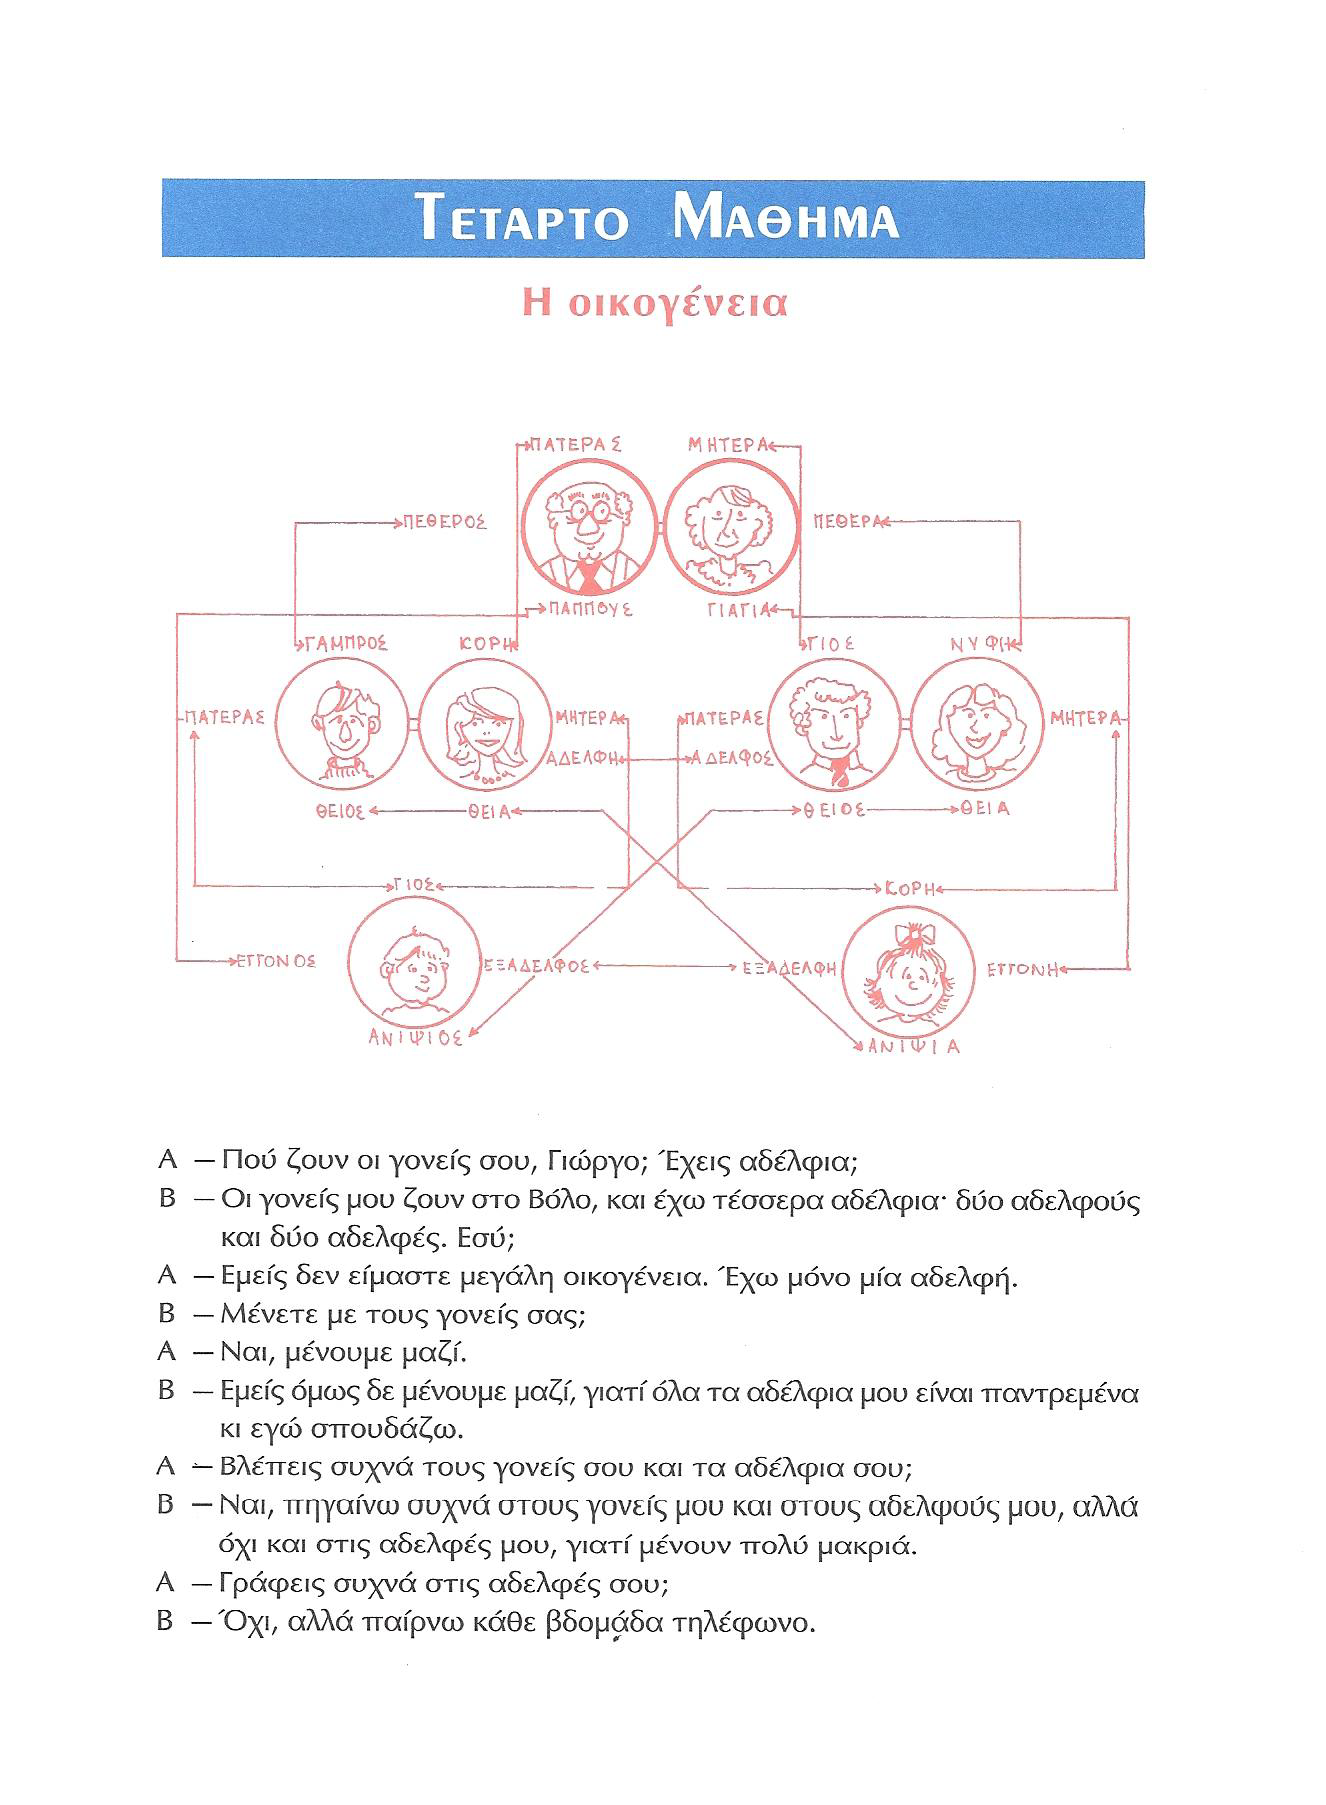 ΤΕΤΑΡΤΟ ΜΑΘΗΜΑ
Η οικογένεια
ΠΑΤΕΡΑΣ ΜΗΤΕΡΑ
ΠΕΘΕΡΟΣ ΠΕΘΕΡΑ
ΠΑΠΠΟΥΣ ΓΙΑΓΙΑ
ΓΑΜΠΡΟΣ ΚΟΡΗ ΓΙΟΣ ΝΥΦΗ
ΠΑΤΕΡΑΣ ΜΗΤΕΡΑ ΠΑΤΕΡΑΣ ΜΗΤΕΡΑ
ΑΔΕΛΦΗ ΑΔΕΛΦΟΣ
ΘΕΙΟΣ ΘΕΙΑ ΘΕΙΟΣ ΘΕΙΑ
ΓΙΟΣ ΚΟΡΗ
ΕΓΓΟΝΟΣ ΕΞΑΔΕΛΦΟΣ ΕΞΑΔΕΛΦΗ ΕΓΓΟΝΗ
ΑΝΙΨΙΟΣ ΑΝΙΨΙΑ
Α — Πού ζουν οι γονείς σου, Γιώργο; Έχεις αδέλφια;
Β — Οι γονείς μου ζουν στο Βόλο, και έχω τέσσερα αδέλφια· δύο αδελφούς
και δύο αδελφές. Εσύ;
Α — Εμείς δεν είμαστε μεγάλη οικογένεια. Έχω μόνο μία αδελφή.
Β — Μένετε με τους γονείς σας;
Α — Ναι, μένουμε μαζί.
Β — Εμείς όμως δε μένουμε μαζί, γιατί όλα τα αδέλφια μου είναι παντρεμένα
κι εγώ σπουδάζω.
Α — Βλέπεις συχνά τους γονείς σου και τα αδέλφια σου;
Β — Ναι, πηγαίνω συχνά στους γονείς μου και στους αδελφούς μου, αλλά
όχι και στις αδελφές μου, γιατί μένουν πολύ μακριά.
Α — Γράφεις συχνά στις αδελφές σου;
Β — Όχι, αλλά παίρνω κάθε βδομάδα τηλέφωνο.